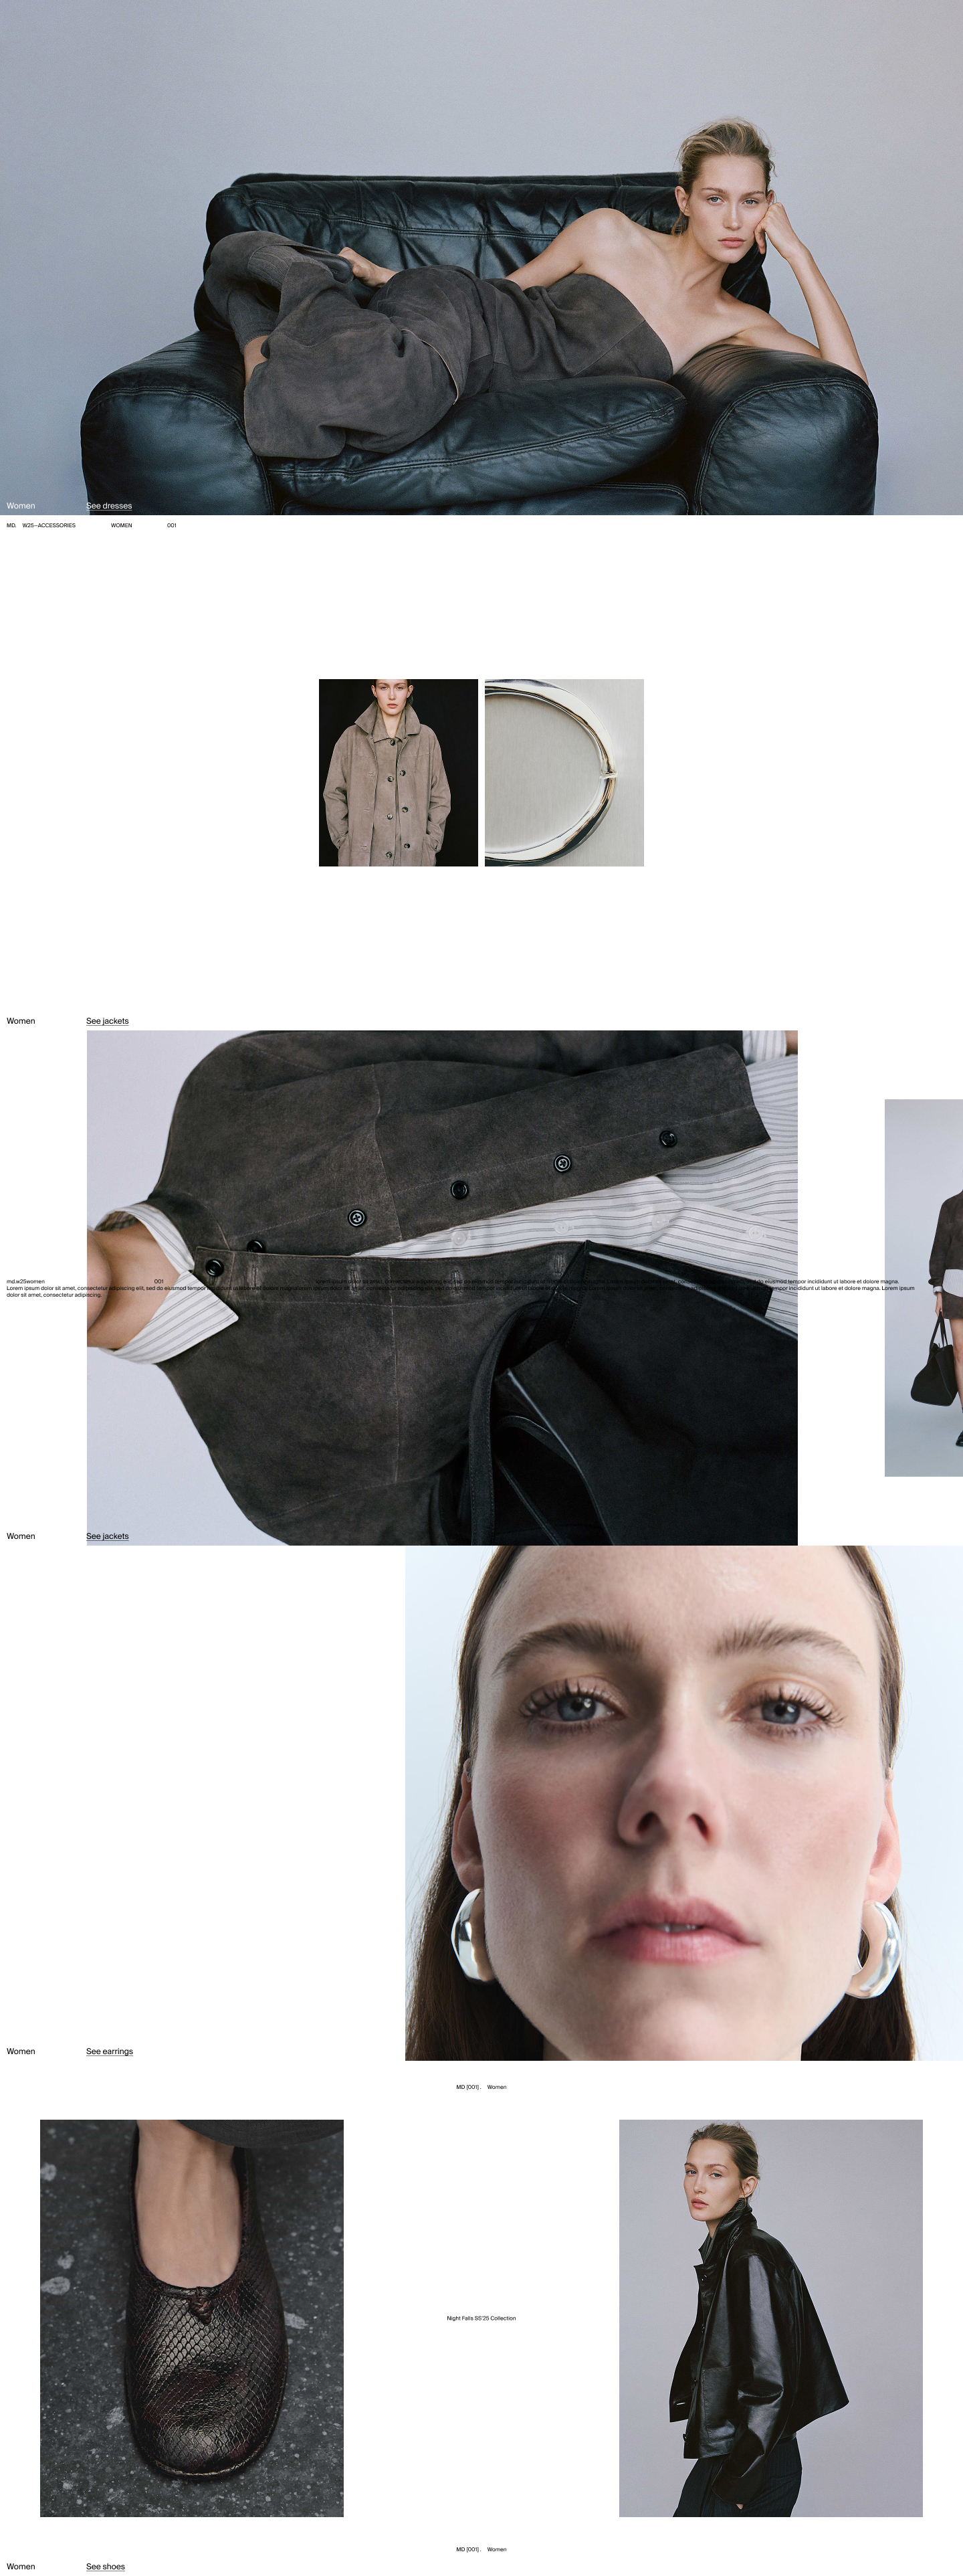 Women See dresses
MD. W25—ACCESSORIES WOMEN 001
Women See jackets
md.w25women 001
eiusmod tempor incididunt ut labore et dolore magna.
Lorem ipsum dolor sit amet, consectetur adipiscing elit, sed do eiusmod tempor
tempor incididunt ut labore et dolore magna. Lorem ipsum
dolor sit amet, consectetur adipiscing.
Women See jackets
Women See earrings
MD [001]. Women
Night Falls SS'25 Collection
MD [001]. Women
Women See shoes